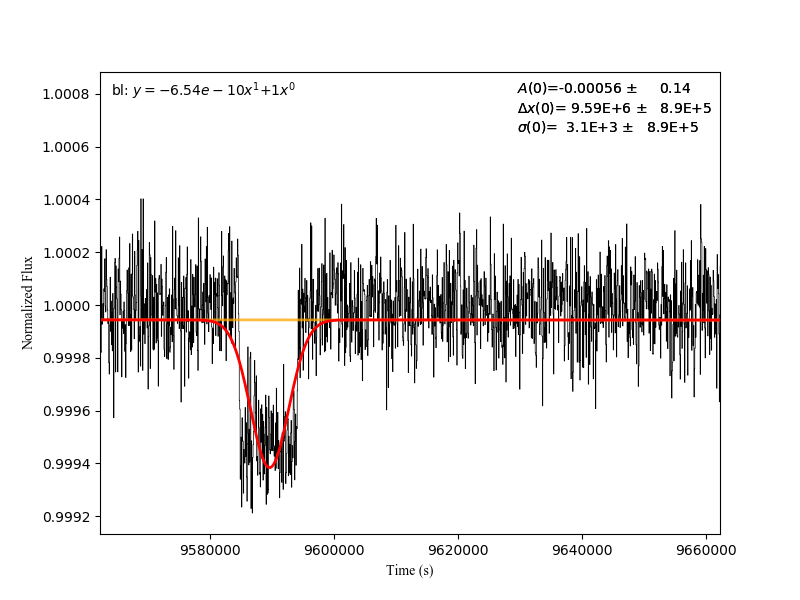 bl: y = −6.54e − 10x¹+1x⁰
A(0)=-0.00056 ± 0.14
Δx(0)= 9.59E+6 ± 8.9E+5
σ(0)= 3.1E+3 ± 8.9E+5
1.0008
1.0006
1.0004
1.0002
1.0000
0.9998
0.9996
0.9994
0.9992
Normalized Flux
9580000 9600000 9620000 9640000 9660000
Time (s)